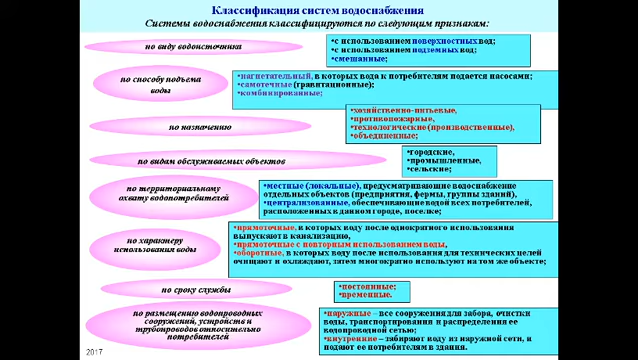 Классификация систем водоснабжения
Системы водоснабжения классифицируются по следующим признакам:
по виду водоисточника
•с использованием поверхностных вод;
•с использованием подземных вод;
•смешанные;
по способу подъема
воды
•нагнетательный, в которых вода к потребителям подается насосами;
•самотечные (гравитационные);
•комбинированные;
по назначению
•хозяйственно-питьевые,
•противопожарные,
•технологические (производственные),
•объединенные;
по видам обслуживаемых объектов
•городские,
•промышленные,
•сельские;
по территориальному
охвату водопотребителей
•местные (локальные), предусматривающие водоснабжение
отдельных объектов (предприятия, фермы, группы зданий),
•централизованные, обеспечивающие водой всех потребителей,
расположенных в данном городе, поселке;
по характеру
использования воды
•прямоточные, и которых воду после однократного использования
выпускают в канализацию,
•прямоточные с повторным использованием воды,
•оборотные, в которых воду после использования для технических целей
очищают и охлаждают, затем многократно используют на том же объекте;
по сроку службы
•постоянные;
•временные.
по размещению водопроводных
сооружений, устройств и
трубопроводов относительно
потребителей
•наружные – все сооружения для забора, очистки
воды, транспортирования и распределения ее
водопроводной сетью;
•внутренние – забирают воду из наружной сети, и
подают ее потребителям в здания.
2017